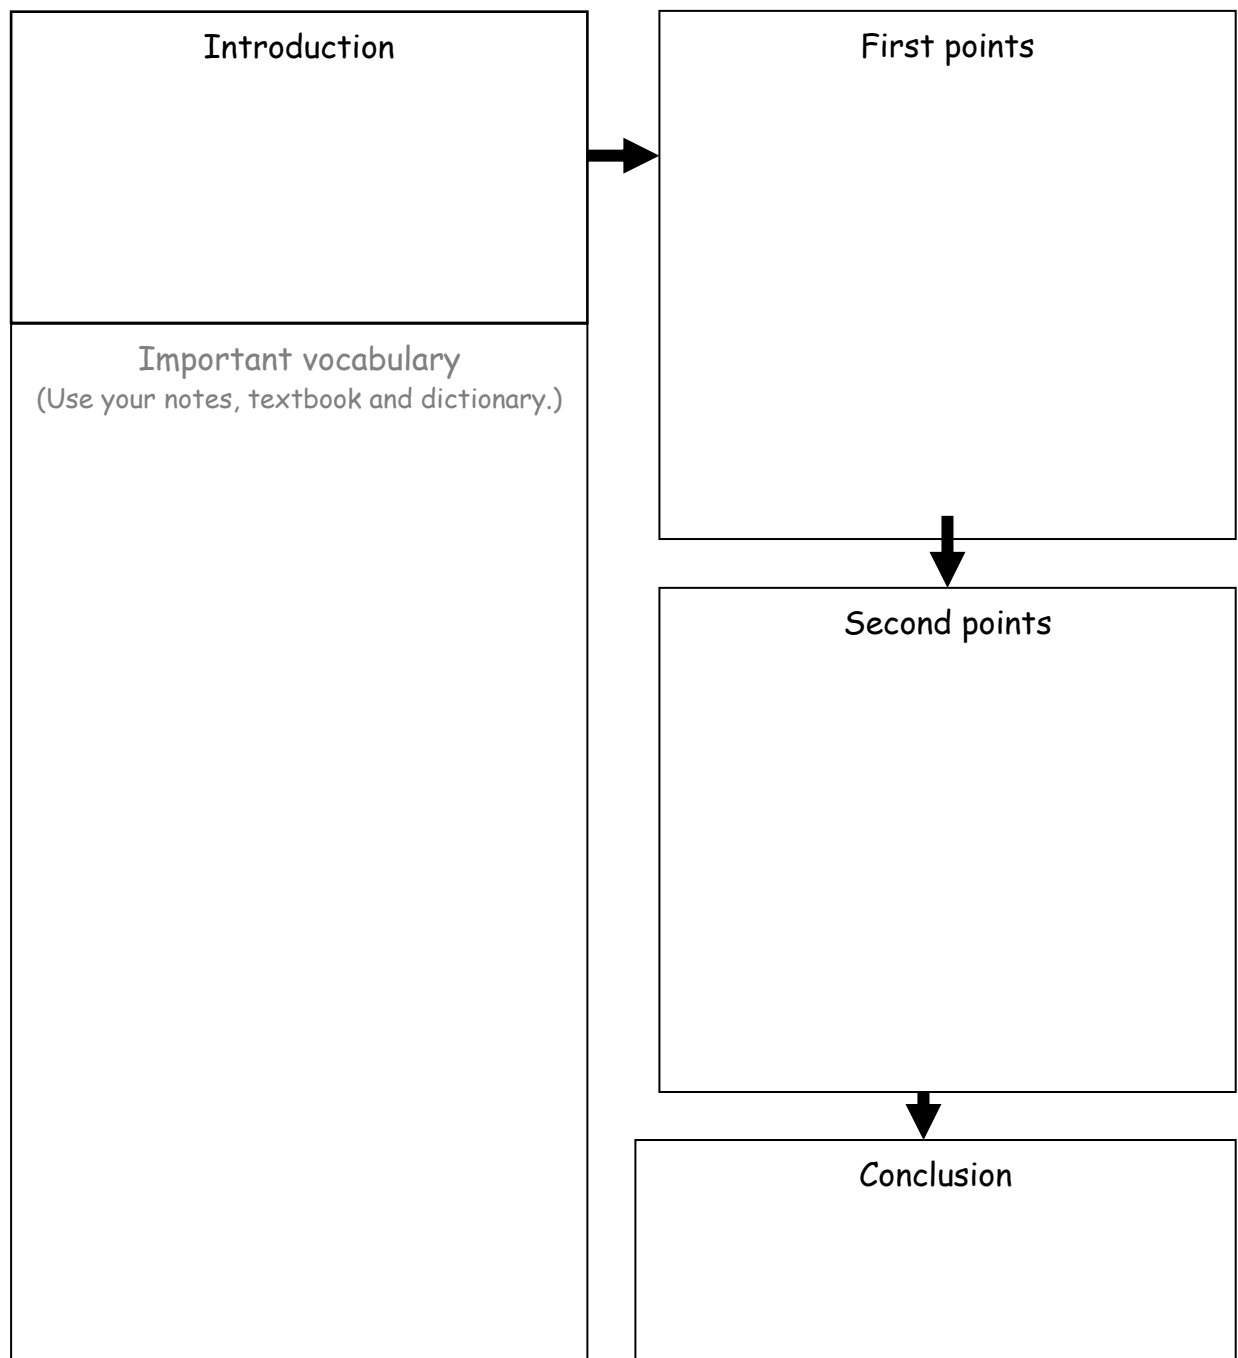 Introduction
Important vocabulary
(Use your notes, textbook and dictionary.)
First points
Second points
Conclusion